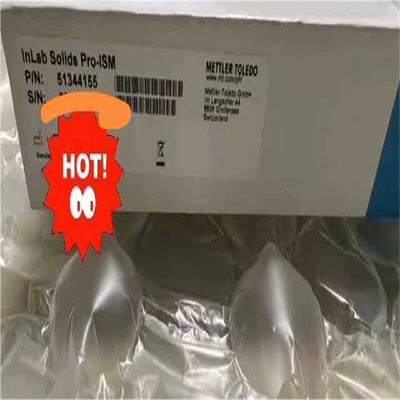 InLab Solids Pro-ISM
P/N: 51344155
S/N:
METTLER TOLEDO
Mettler-Toledo GmbH
Im Langacher 44
8606 Greifensee
Switzerland
HOT!